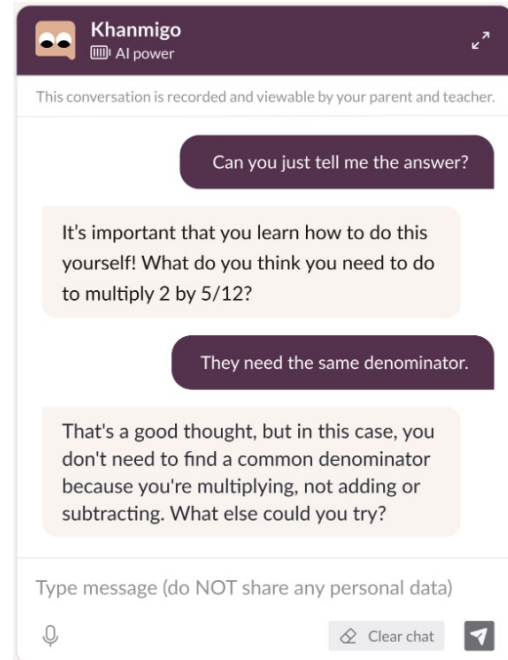 Khanmigo
AI power
This conversation is recorded and viewable by your parent and teacher.
Can you just tell me the answer?
It's important that you learn how to do this
yourself! What do you think you need to do
to multiply 2 by 5/12?
They need the same denominator.
That's a good thought, but in this case, you
don't need to find a common denominator
because you're multiplying, not adding or
subtracting. What else could you try?
Type message (do NOT share any personal data)
Clear chat